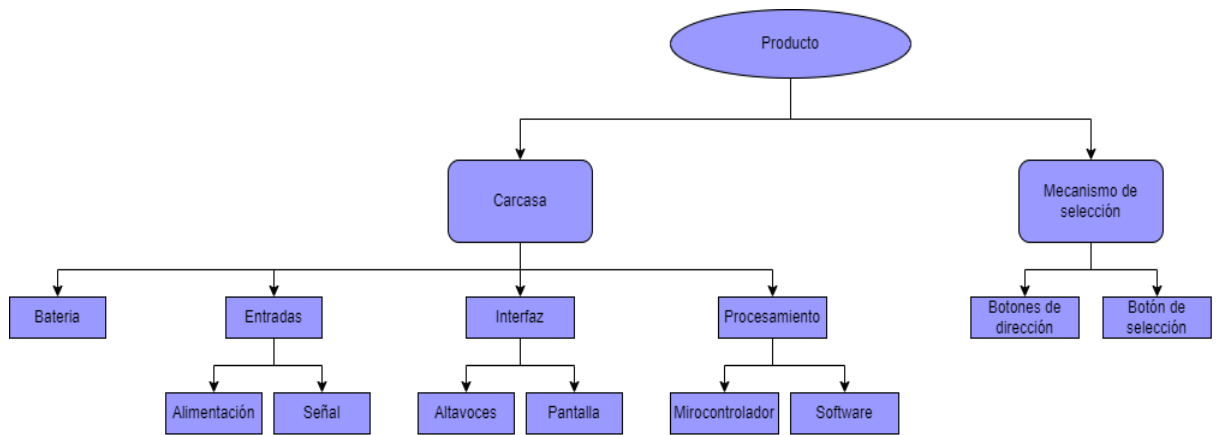 Producto
Carcasa
Mecanismo de
selección
Bateria
Entradas
Interfaz
Procesamiento
Botones de
dirección
Botón de
selección
Alimentación
Señal
Altavoces
Pantalla
Mirocontrolador
Software